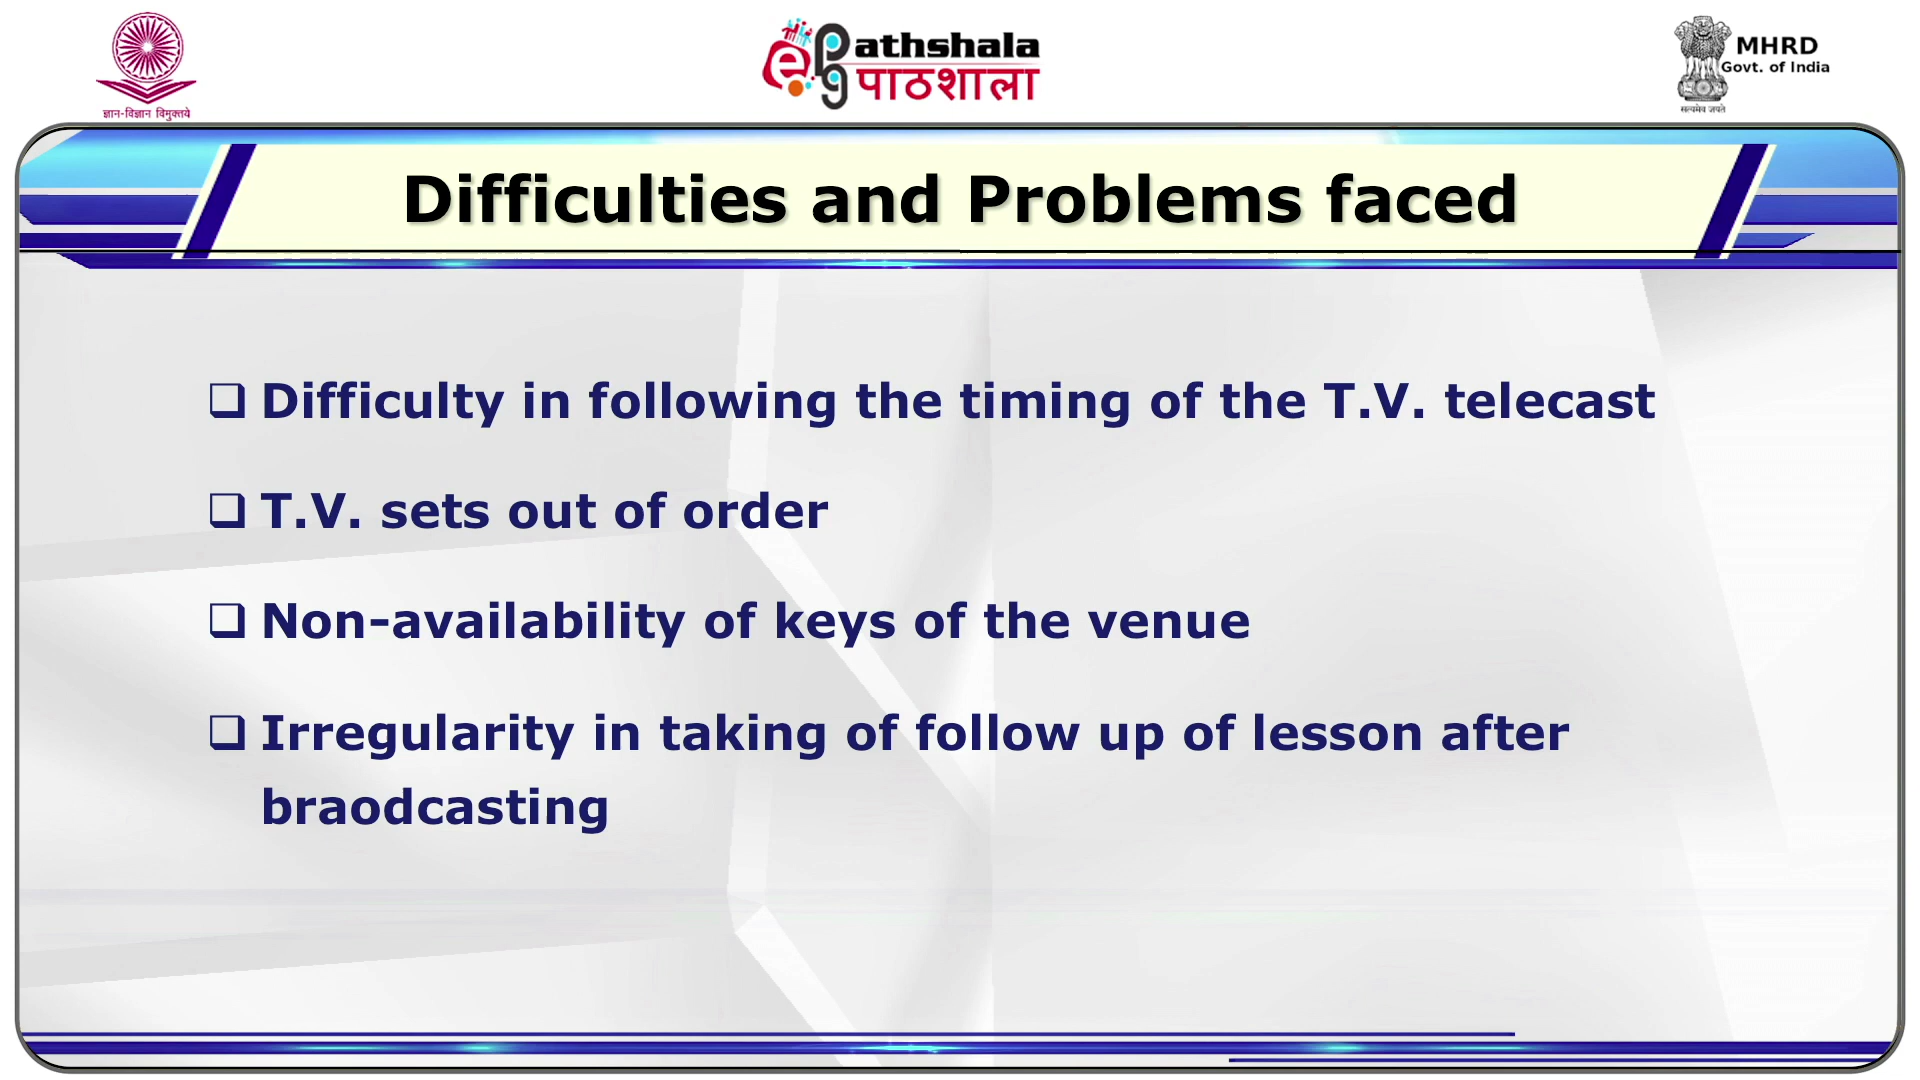 ज्ञान-विज्ञान विमुक्तये
ePG Pathshala
पाठशाला
MHRD
Govt. of India
सत्यमेव जयते
Difficulties and Problems faced
❑ Difficulty in following the timing of the T.V. telecast
❑ T.V. sets out of order
❑ Non-availability of keys of the venue
❑ Irregularity in taking of follow up of lesson after
braodcasting